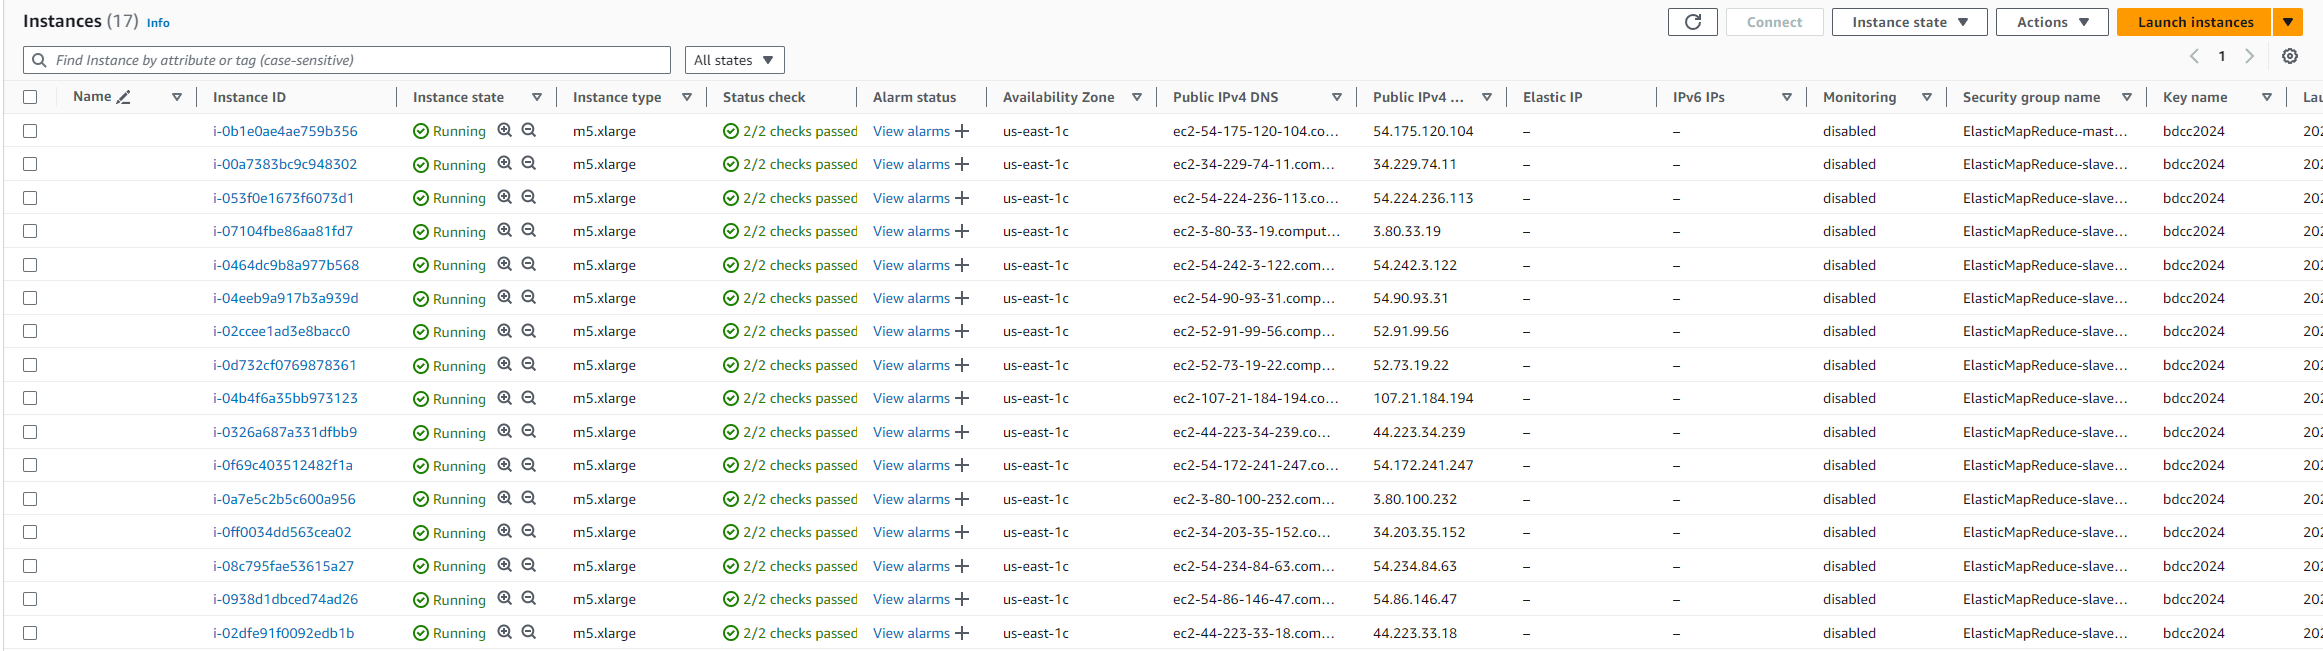 Instances (17) Info Connect Instance state Actions Launch instances
Find Instance by attribute or tag (case-sensitive) All states 1
Name Instance ID Instance state Instance type Status check Alarm status Availability Zone Public IPv4 DNS Public IPv4 ... Elastic IP IPv6 IPs Monitoring Security group name Key name Lau
i-0b1e0ae4ae759b356 Running m5.xlarge 2/2 checks passed View alarms us-east-1c ec2-54-175-120-104.co... 54.175.120.104 – – disabled ElasticMapReduce-mast... bdcc2024 202
i-00a7383bc9c948302 Running m5.xlarge 2/2 checks passed View alarms us-east-1c ec2-34-229-74-11.com... 34.229.74.11 – – disabled ElasticMapReduce-slave... bdcc2024 202
i-053f0e1673f6073d1 Running m5.xlarge 2/2 checks passed View alarms us-east-1c ec2-54-224-236-113.co... 54.224.236.113 – – disabled ElasticMapReduce-slave... bdcc2024 202
i-07104fbe86aa81fd7 Running m5.xlarge 2/2 checks passed View alarms us-east-1c ec2-3-80-33-19.comput... 3.80.33.19 – – disabled ElasticMapReduce-slave... bdcc2024 202
i-0464dc9b8a977b568 Running m5.xlarge 2/2 checks passed View alarms us-east-1c ec2-54-242-3-122.com... 54.242.3.122 – – disabled ElasticMapReduce-slave... bdcc2024 202
i-04eeb9a917b3a939d Running m5.xlarge 2/2 checks passed View alarms us-east-1c ec2-54-90-93-31.comp... 54.90.93.31 – – disabled ElasticMapReduce-slave... bdcc2024 202
i-02ccee1ad3e8bacc0 Running m5.xlarge 2/2 checks passed View alarms us-east-1c ec2-52-91-99-56.comp... 52.91.99.56 – – disabled ElasticMapReduce-slave... bdcc2024 202
i-0d732cf0769878361 Running m5.xlarge 2/2 checks passed View alarms us-east-1c ec2-52-73-19-22.comp... 52.73.19.22 – – disabled ElasticMapReduce-slave... bdcc2024 202
i-04b4f6a35bb973123 Running m5.xlarge 2/2 checks passed View alarms us-east-1c ec2-107-21-184-194.co... 107.21.184.194 – – disabled ElasticMapReduce-slave... bdcc2024 202
i-0326a687a331dfbb9 Running m5.xlarge 2/2 checks passed View alarms us-east-1c ec2-44-223-34-239.co... 44.223.34.239 – – disabled ElasticMapReduce-slave... bdcc2024 202
i-0f69c403512482f1a Running m5.xlarge 2/2 checks passed View alarms us-east-1c ec2-54-172-241-247.co... 54.172.241.247 – – disabled ElasticMapReduce-slave... bdcc2024 202
i-0a7e5c2b5c600a956 Running m5.xlarge 2/2 checks passed View alarms us-east-1c ec2-3-80-100-232.com... 3.80.100.232 – – disabled ElasticMapReduce-slave... bdcc2024 202
i-0ff0034dd563cea02 Running m5.xlarge 2/2 checks passed View alarms us-east-1c ec2-34-203-35-152.co... 34.203.35.152 – – disabled ElasticMapReduce-slave... bdcc2024 202
i-08c795fae53615a27 Running m5.xlarge 2/2 checks passed View alarms us-east-1c ec2-54-234-84-63.com... 54.234.84.63 – – disabled ElasticMapReduce-slave... bdcc2024 202
i-0938d1dbced74ad26 Running m5.xlarge 2/2 checks passed View alarms us-east-1c ec2-54-86-146-47.com... 54.86.146.47 – – disabled ElasticMapReduce-slave... bdcc2024 202
i-02dfe91f0092edb1b Running m5.xlarge 2/2 checks passed View alarms us-east-1c ec2-44-223-33-18.com... 44.223.33.18 – – disabled ElasticMapReduce-slave... bdcc2024 202